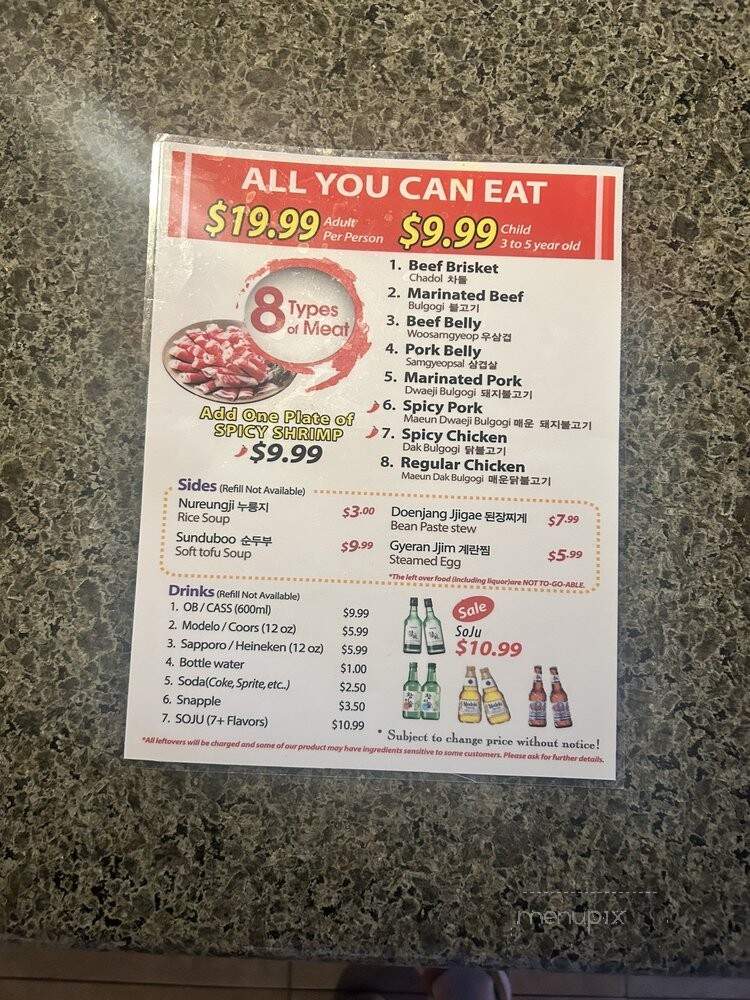 ALL YOU CAN EAT
$19.99 Adult Per Person $9.99 Child 3 to 5 year old
8 Types of Meat
Add One Plate of
SPICY SHRIMP
$9.99
1. Beef Brisket
Chadol 차돌
2. Marinated Beef
Bulgogi 불고기
3. Beef Belly
Woosamgyeop 우삼겹
4. Pork Belly
Samgyeopsal 삼겹살
5. Marinated Pork
Dwaeji Bulgogi 돼지불고기
6. Spicy Pork
Maeun Dwaeji Bulgogi 매운 돼지불고기
7. Spicy Chicken
Dak Bulgogi 닭불고기
8. Regular Chicken
Maeun Dak Bulgogi 매운닭불고기
Sides (Refill Not Available)
Nureungji 누룽지 $3.00
Rice Soup
Sunduboo 순두부 $9.99
Soft tofu Soup
Doenjang Jjigae 된장찌게 $7.99
Bean Paste stew
Gyeran Jjim 계란찜 $5.99
Steamed Egg
*The left over food (including liquor) are NOT TO-GO-ABLE.
Drinks (Refill Not Available)
1. OB / CASS (600ml) $9.99
2. Modelo / Coors (12 oz) $5.99
3. Sapporo / Heineken (12 oz) $5.99
4. Bottle water $1.00
5. Soda(Coke, Sprite, etc..) $2.50
6. Snapple $3.50
7. SOJU (7+ Flavors) $10.99
Sale
SoJu
$10.99
* Subject to change price without notice!
*All leftovers will be charged and some of our product may have ingredients sensitive to some customers. Please ask for further details.
menupix